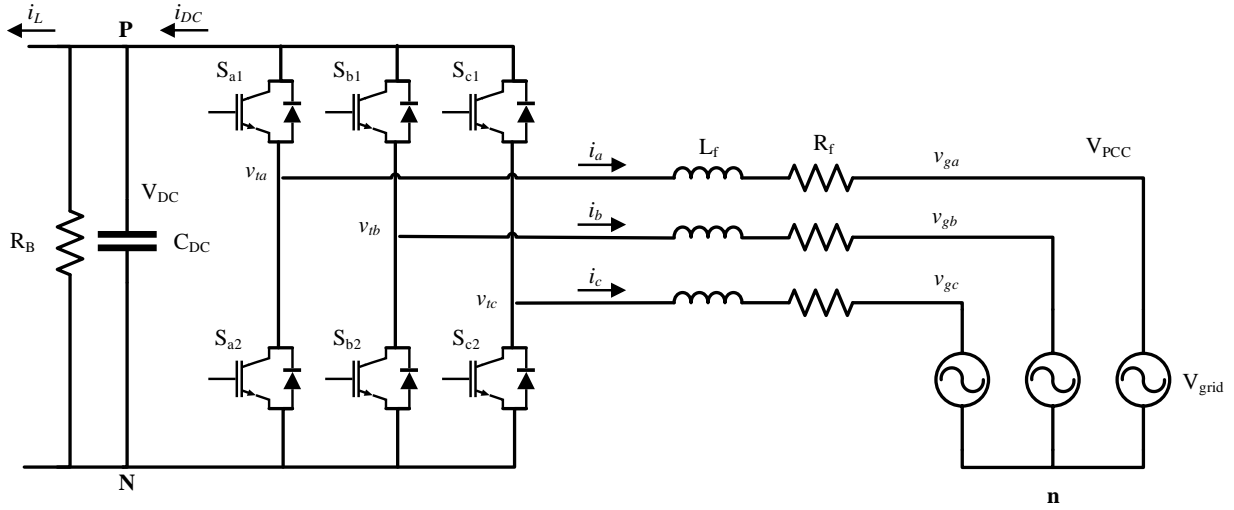 i_L
P
i_DC
S_a1
S_b1
S_c1
i_a
L_f
R_f
v_ga
V_PCC
v_ta
V_DC
i_b
v_gb
v_tb
R_B
C_DC
i_c
v_gc
v_tc
S_a2
S_b2
S_c2
V_grid
N
n